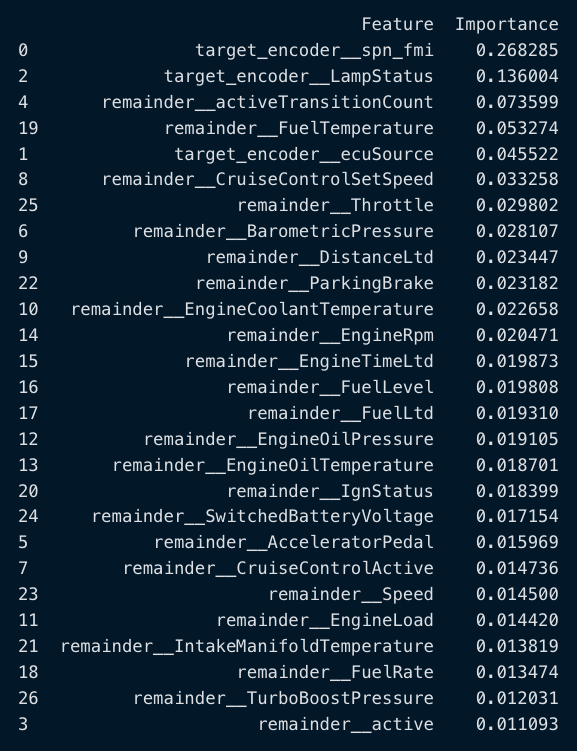 Feature Importance
0 target_encoder__spn_fmi 0.268285
2 target_encoder__LampStatus 0.136004
4 remainder__activeTransitionCount 0.073599
19 remainder__FuelTemperature 0.053274
1 target_encoder__ecuSource 0.045522
8 remainder__CruiseControlSetSpeed 0.033258
25 remainder__Throttle 0.029802
6 remainder__BarometricPressure 0.028107
9 remainder__DistanceLtd 0.023447
22 remainder__ParkingBrake 0.023182
10 remainder__EngineCoolantTemperature 0.022658
14 remainder__EngineRpm 0.020471
15 remainder__EngineTimeLtd 0.019873
16 remainder__FuelLevel 0.019808
17 remainder__FuelLtd 0.019310
12 remainder__EngineOilPressure 0.019105
13 remainder__EngineOilTemperature 0.018701
20 remainder__IgnStatus 0.018399
24 remainder__SwitchedBatteryVoltage 0.017154
5 remainder__AcceleratorPedal 0.015969
7 remainder__CruiseControlActive 0.014736
23 remainder__Speed 0.014500
11 remainder__EngineLoad 0.014420
21 remainder__IntakeManifoldTemperature 0.013819
18 remainder__FuelRate 0.013474
26 remainder__TurboBoostPressure 0.012031
3 remainder__active 0.011093